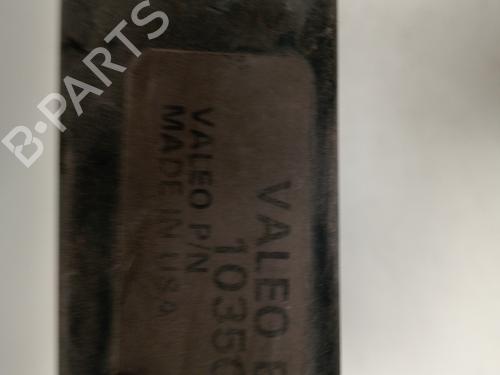 B-PARTS
VALEO E
1035
VALEO P/N
MADE IN USA